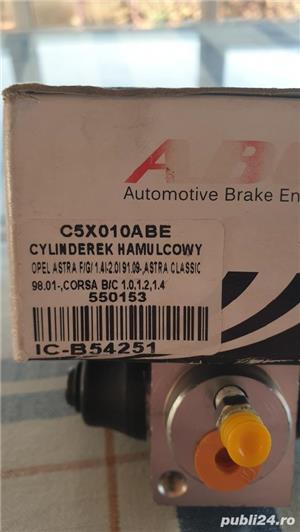 AB
Automotive Brake En
C5X010ABE
CYLINDEREK HAMULCOWY
OPEL ASTRA F/G/ 1.4I-2.0I 91.09-,ASTRA CLASSIC
98.01-,CORSA B/C 1.0,1.2,1.4
550153
IC-B54251
publi24.ro